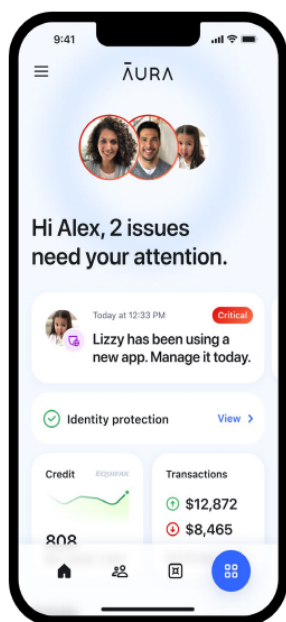 9:41
ĀURA
Hi Alex, 2 issues
need your attention.
Today at 12:33 PM
Critical
Lizzy has been using a
new app. Manage it today.
Identity protection
View >
Credit
EQUIFAX
Transactions
$12,872
$8,465
808